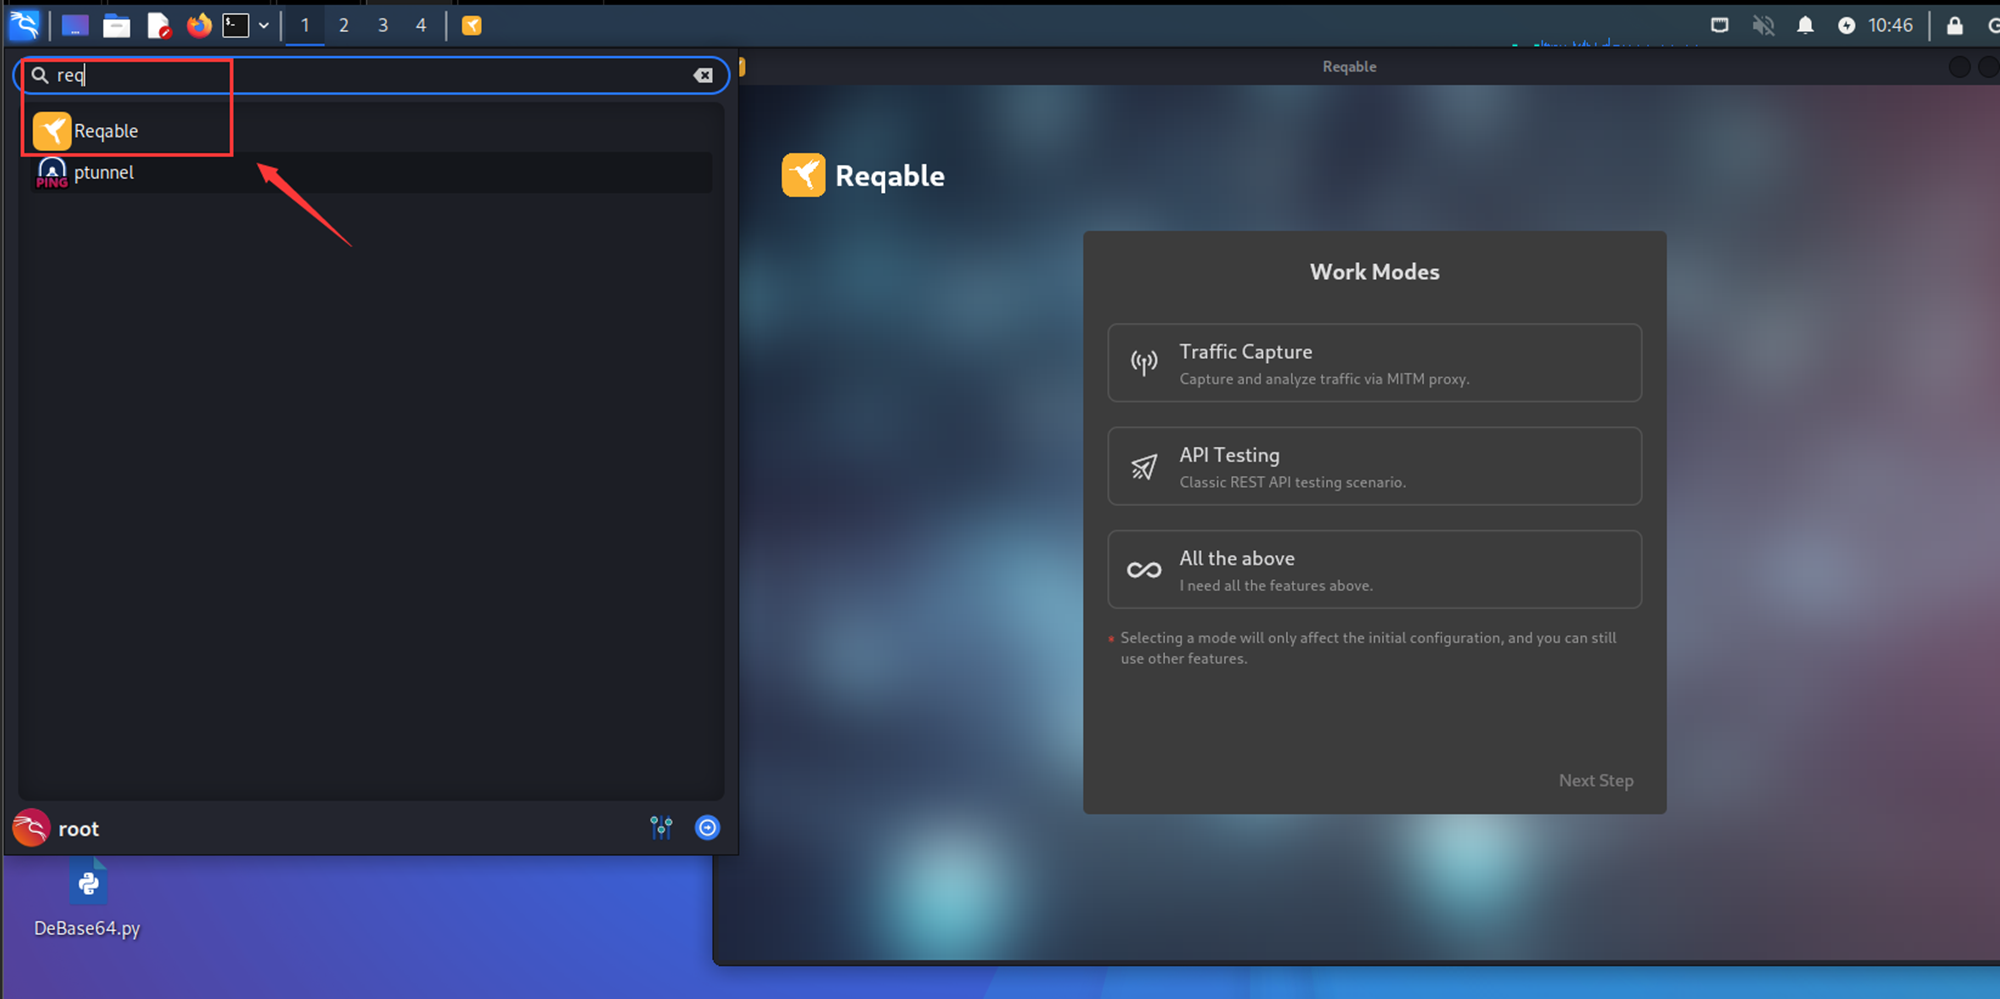 1 2 3 4
10:46
req
Reqable
PING
ptunnel
root
DeBase64.py
Reqable
Reqable
Work Modes
Traffic Capture
Capture and analyze traffic via MITM proxy.
API Testing
Classic REST API testing scenario.
All the above
I need all the features above.
Selecting a mode will only affect the initial configuration, and you can still
use other features.
Next Step